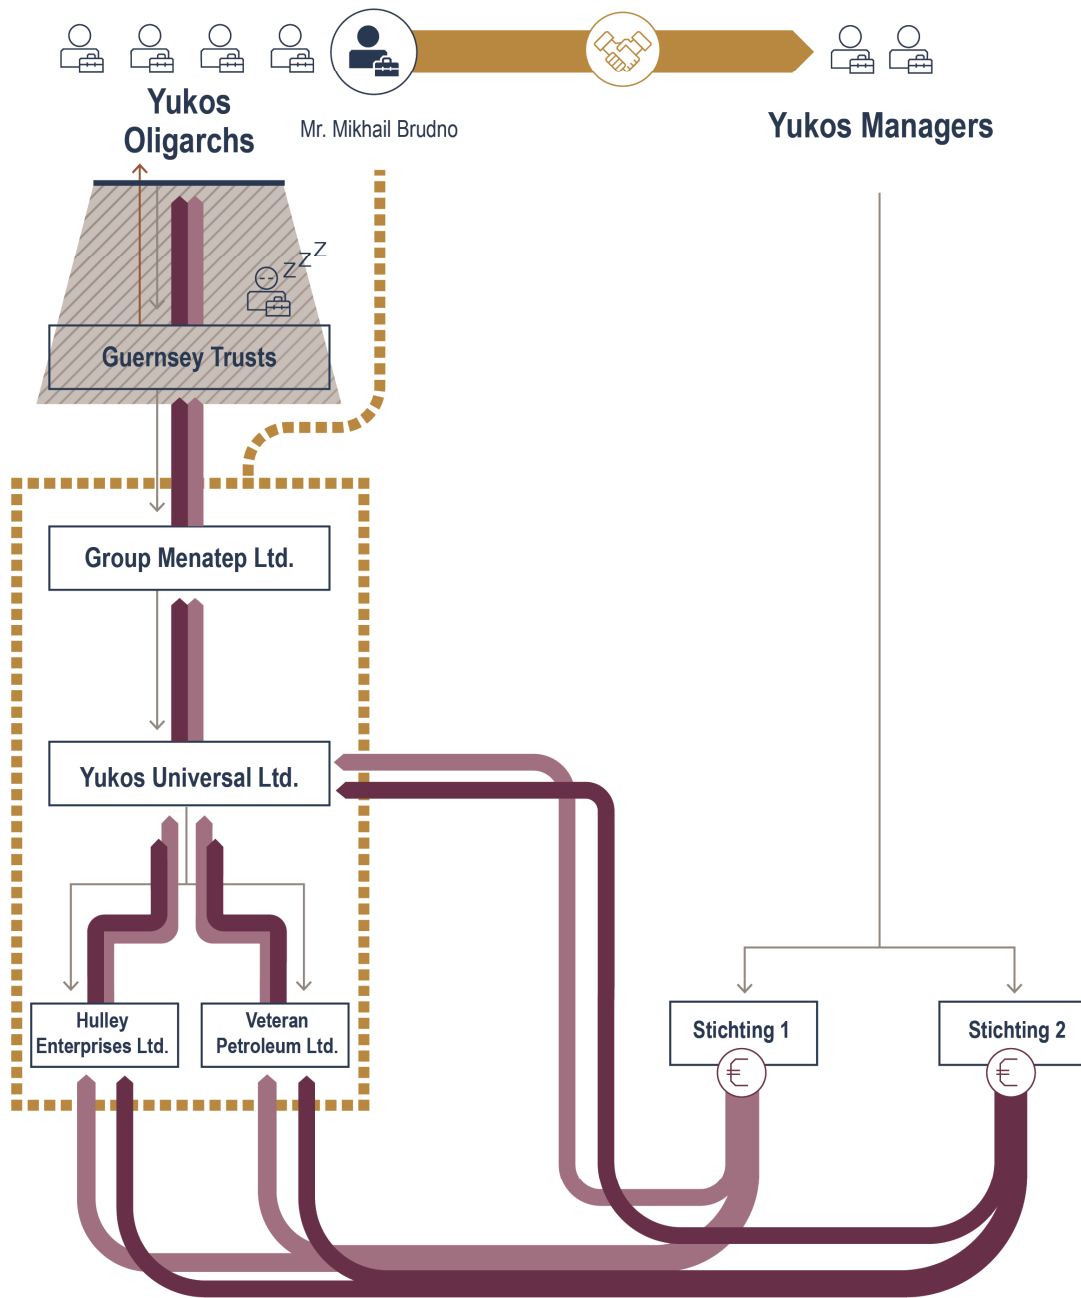 Yukos
Oligarchs
Mr. Mikhail Brudno
Yukos Managers
z z z
Guernsey Trusts
Group Menatep Ltd.
Yukos Universal Ltd.
Hulley
Enterprises Ltd.
Veteran
Petroleum Ltd.
Stichting 1
Stichting 2
€
€